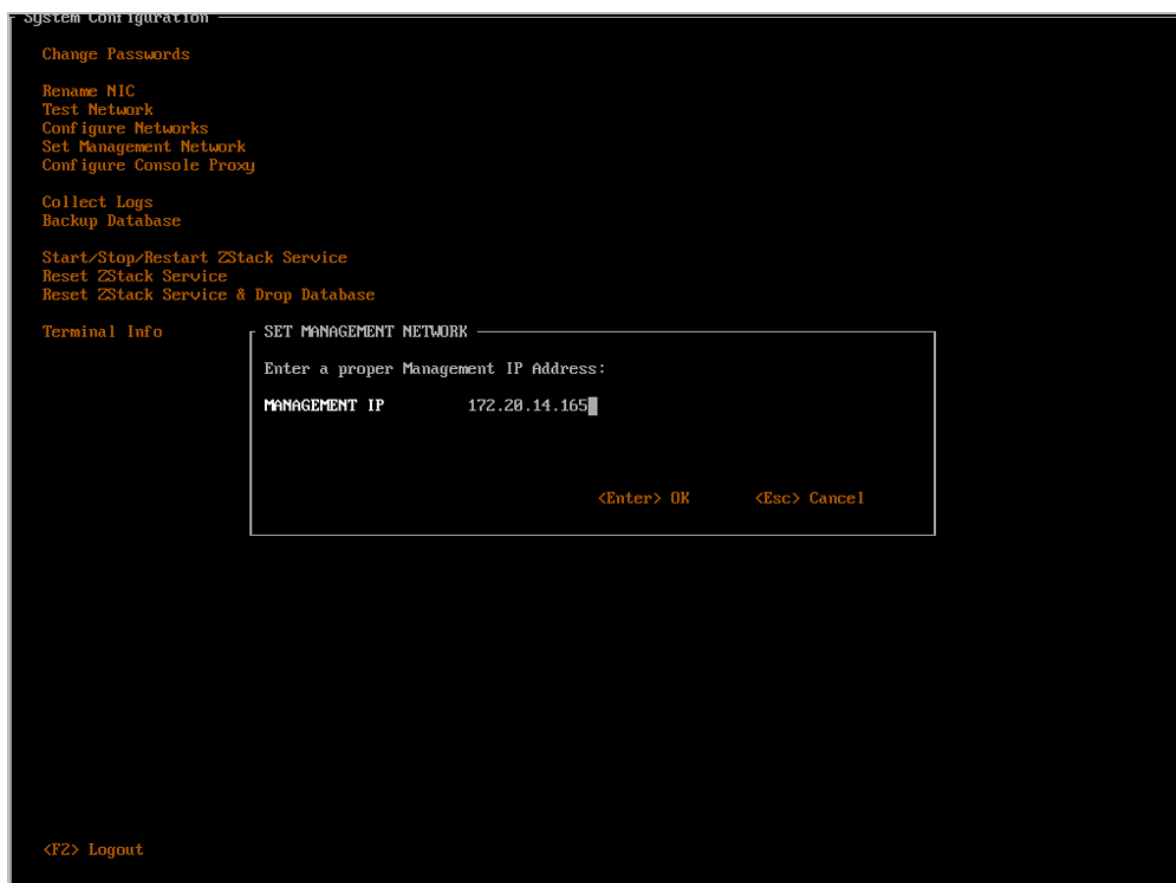 System Configuration
Change Passwords
Rename NIC
Test Network
Configure Networks
Set Management Network
Configure Console Proxy
Collect Logs
Backup Database
Start/Stop/Restart ZStack Service
Reset ZStack Service
Reset ZStack Service & Drop Database
Terminal Info
SET MANAGEMENT NETWORK
Enter a proper Management IP Address:
MANAGEMENT IP 172.20.14.165
<Enter> OK <Esc> Cancel
<F2> Logout